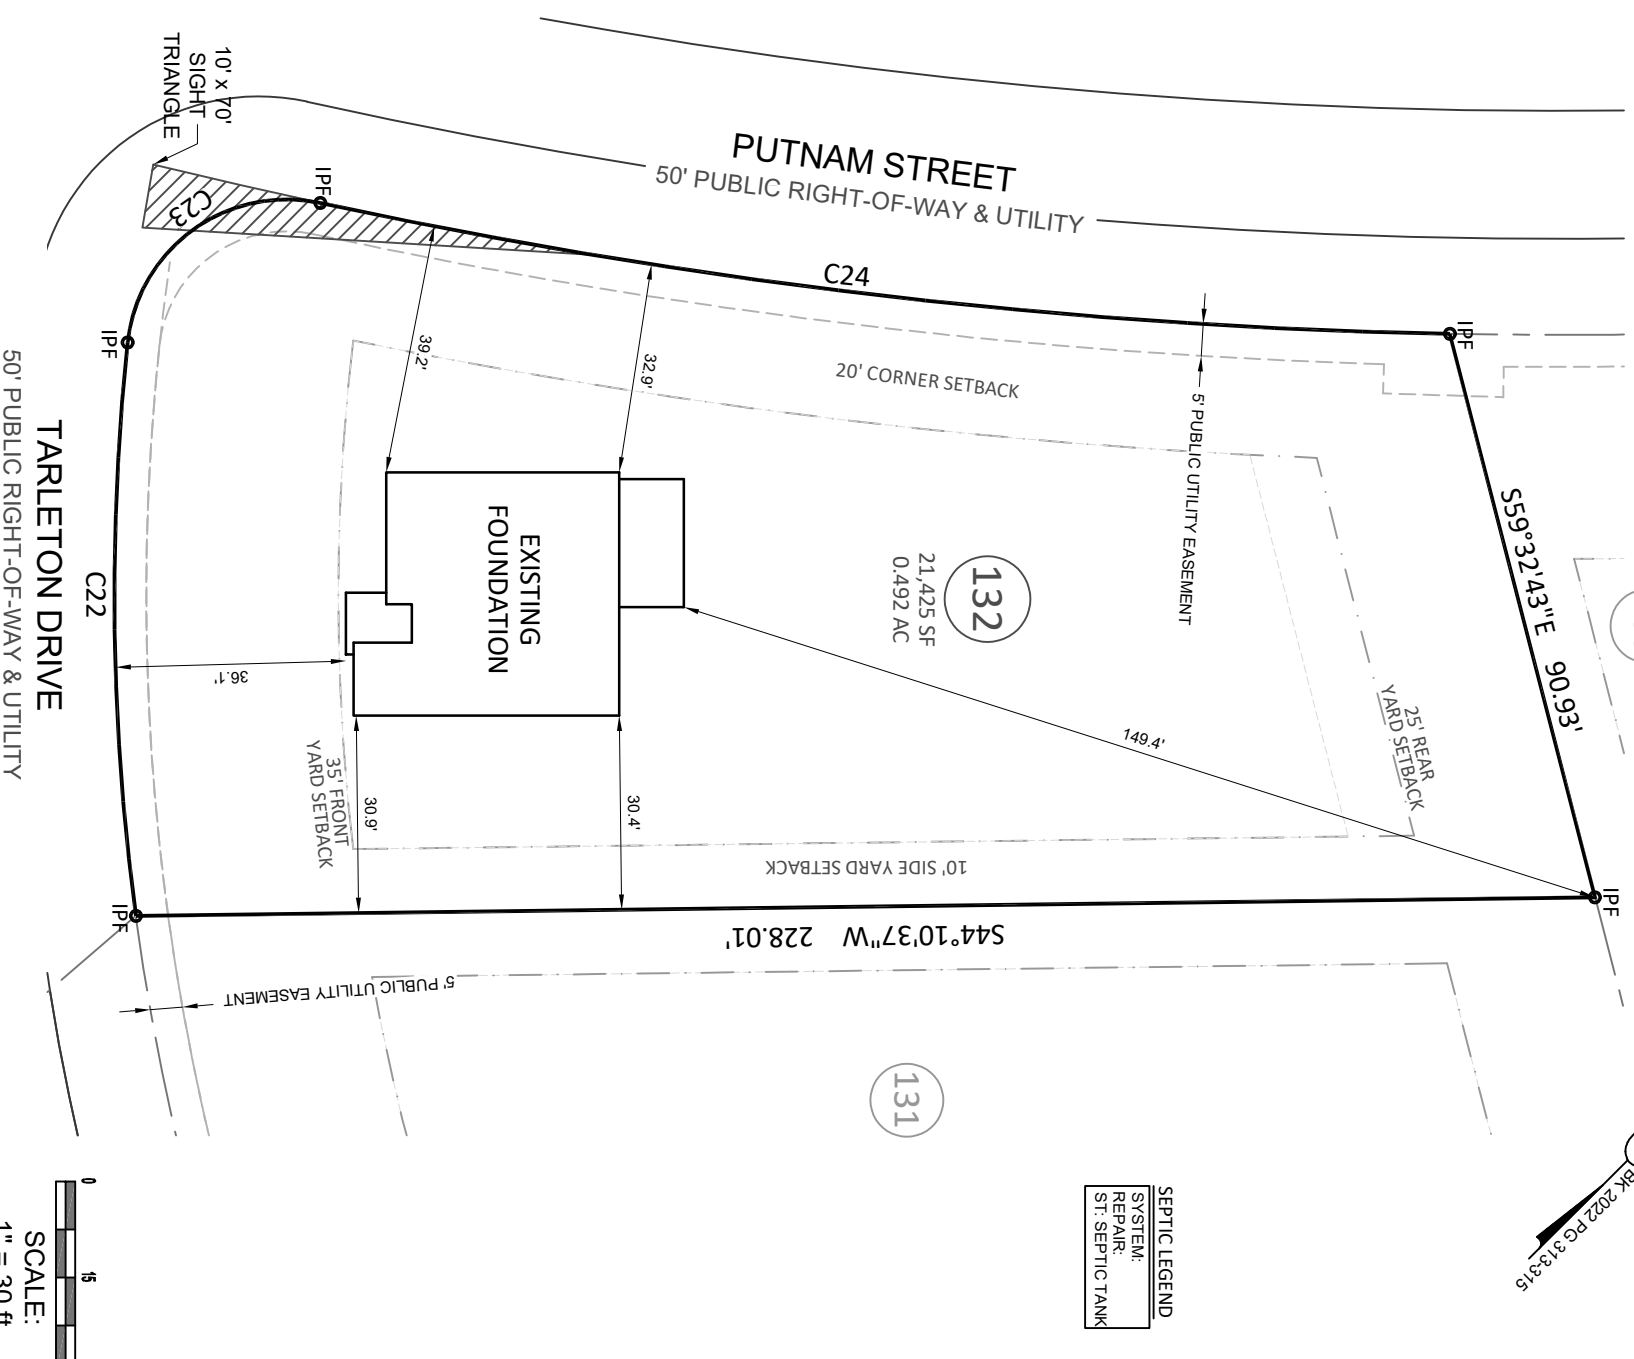 PUTNAM STREET
50' PUBLIC RIGHT-OF-WAY & UTILITY
10' x 70'
SIGHT
TRIANGLE
C23
IPF
C24
IPF
39.2'
32.9'
20' CORNER SETBACK
5' PUBLIC UTILITY EASEMENT
S59°32'43"E 90.93'
IPF
TARLETON DRIVE
50' PUBLIC RIGHT-OF-WAY & UTILITY
C22
EXISTING
FOUNDATION
132
21,425 SF
0.492 AC
36.1'
149.4'
25' REAR
YARD SETBACK
35' FRONT
YARD SETBACK
30.9'
30.4'
10' SIDE YARD SETBACK
IPF
IPF
S44°10'37"W 228.01'
5' PUBLIC UTILITY EASEMENT
131
SEPTIC LEGEND
SYSTEM:
REPAIR:
ST: SEPTIC TANK
BK 2022 PG 313-315
0
15
SCALE:
1" = 30 ft